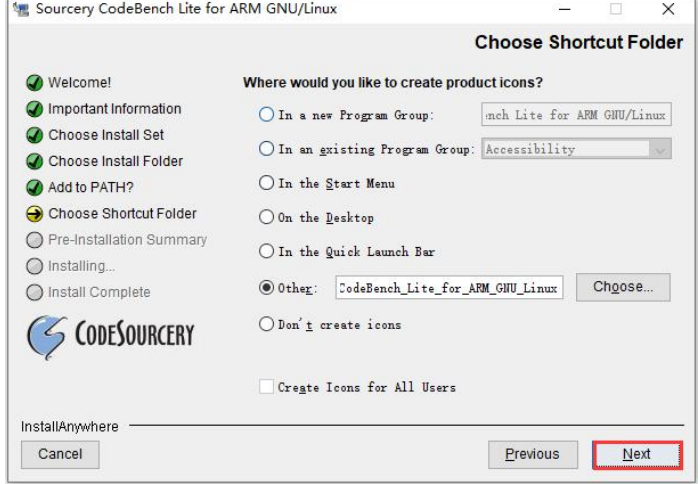 Sourcery CodeBench Lite for ARM GNU/Linux
Choose Shortcut Folder
Welcome!
Important Information
Choose Install Set
Choose Install Folder
Add to PATH?
Choose Shortcut Folder
Pre-Installation Summary
Installing...
Install Complete
CODESOURCERY
Where would you like to create product icons?
In a new Program Group: ench Lite for ARM GNU/Linux
In an existing Program Group: Accessibility
In the Start Menu
On the Desktop
In the Quick Launch Bar
Other: CodeBench_Lite_for_ARM_GNU_Linux Choose...
Don't create icons
Create Icons for All Users
InstallAnywhere
Cancel Previous Next